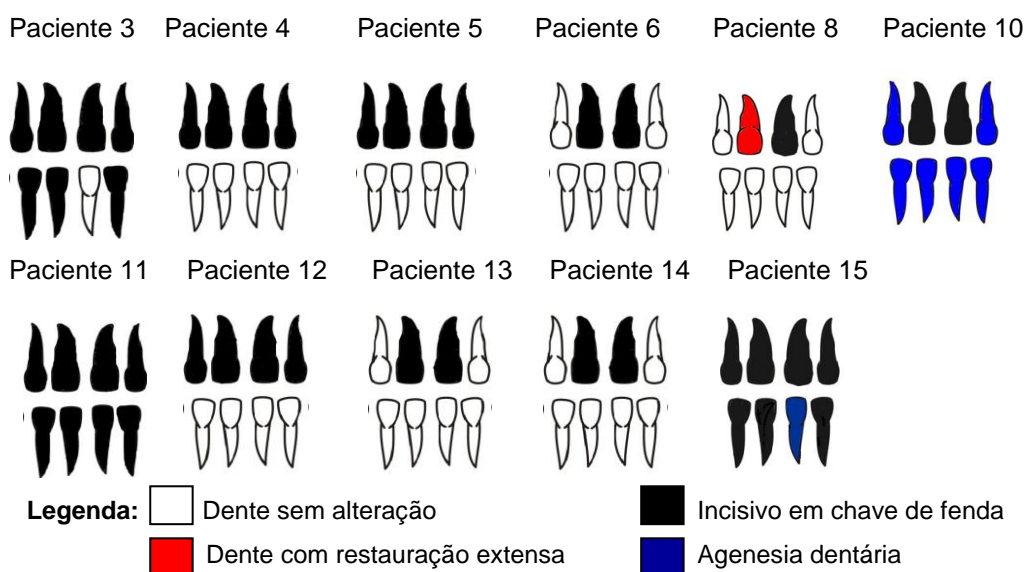 Paciente 3 Paciente 4 Paciente 5 Paciente 6 Paciente 8 Paciente 10
Paciente 11 Paciente 12 Paciente 13 Paciente 14 Paciente 15
Legenda: Dente sem alteração Incisivo em chave de fenda
Dente com restauração extensa Agenesia dentária